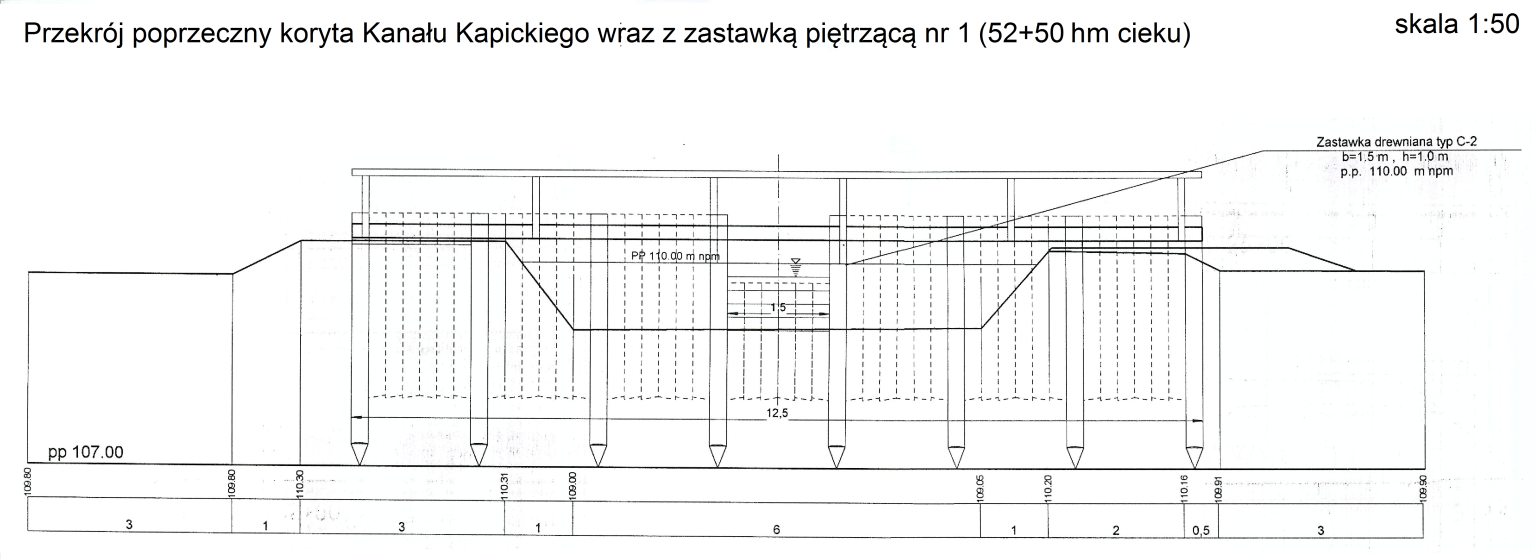 Przekrój poprzeczny koryta Kanału Kapickiego wraz z zastawką piętrzącą nr 1 (52+50 hm cieku)
skala 1:50
Zastawka drewniana typ C-2
b=1.5 m , h=1.0 m
p.p. 110.00 m npm
PP 110.00 m npm
1,5
12,5
pp 107.00
109.80 109.80 110.30 110.31 109.00 109.05 110.20 110.16 109.91 109.90
3 1 3 1 6 1 2 0,5 3